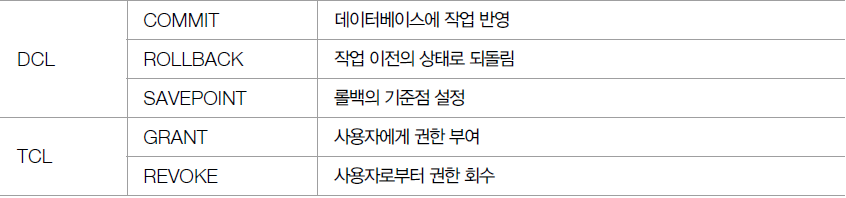 DCL
COMMIT 데이터베이스에 작업 반영
ROLLBACK 작업 이전의 상태로 되돌림
SAVEPOINT 롤백의 기준점 설정
TCL
GRANT 사용자에게 권한 부여
REVOKE 사용자로부터 권한 회수